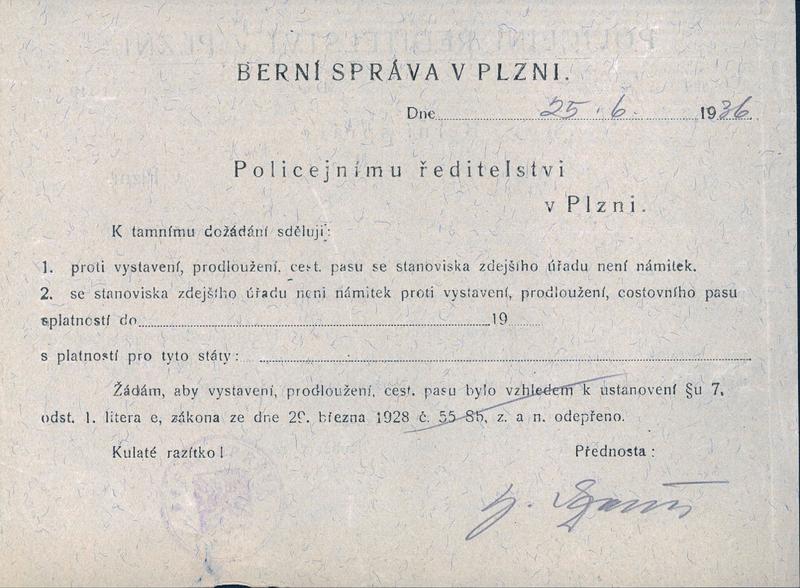 BERNÍ SPRÁVA V PLZNI.
Dne 25. 6. 1936
Policejnímu ředitelství
v Plzni.
K tamnímu dožádání sděluji:
1. proti vystavení, prodloužení, cest. pasu se stanoviska zdejšího úřadu není námitek.
2. se stanoviska zdejšího úřadu neni námitek proti vystavení, prodloužení, costovního pasu
splatností do 19
s platností pro tyto státy:
Žádám, aby vystavení, prodloužení, cest. pasu bylo vzhledem k ustanovení §u 7,
odst. 1. litera e, zákona ze dne 29. března 1928 č. 55 Sb, z. a n. odepřeno.
Kulaté razítko! Přednosta: